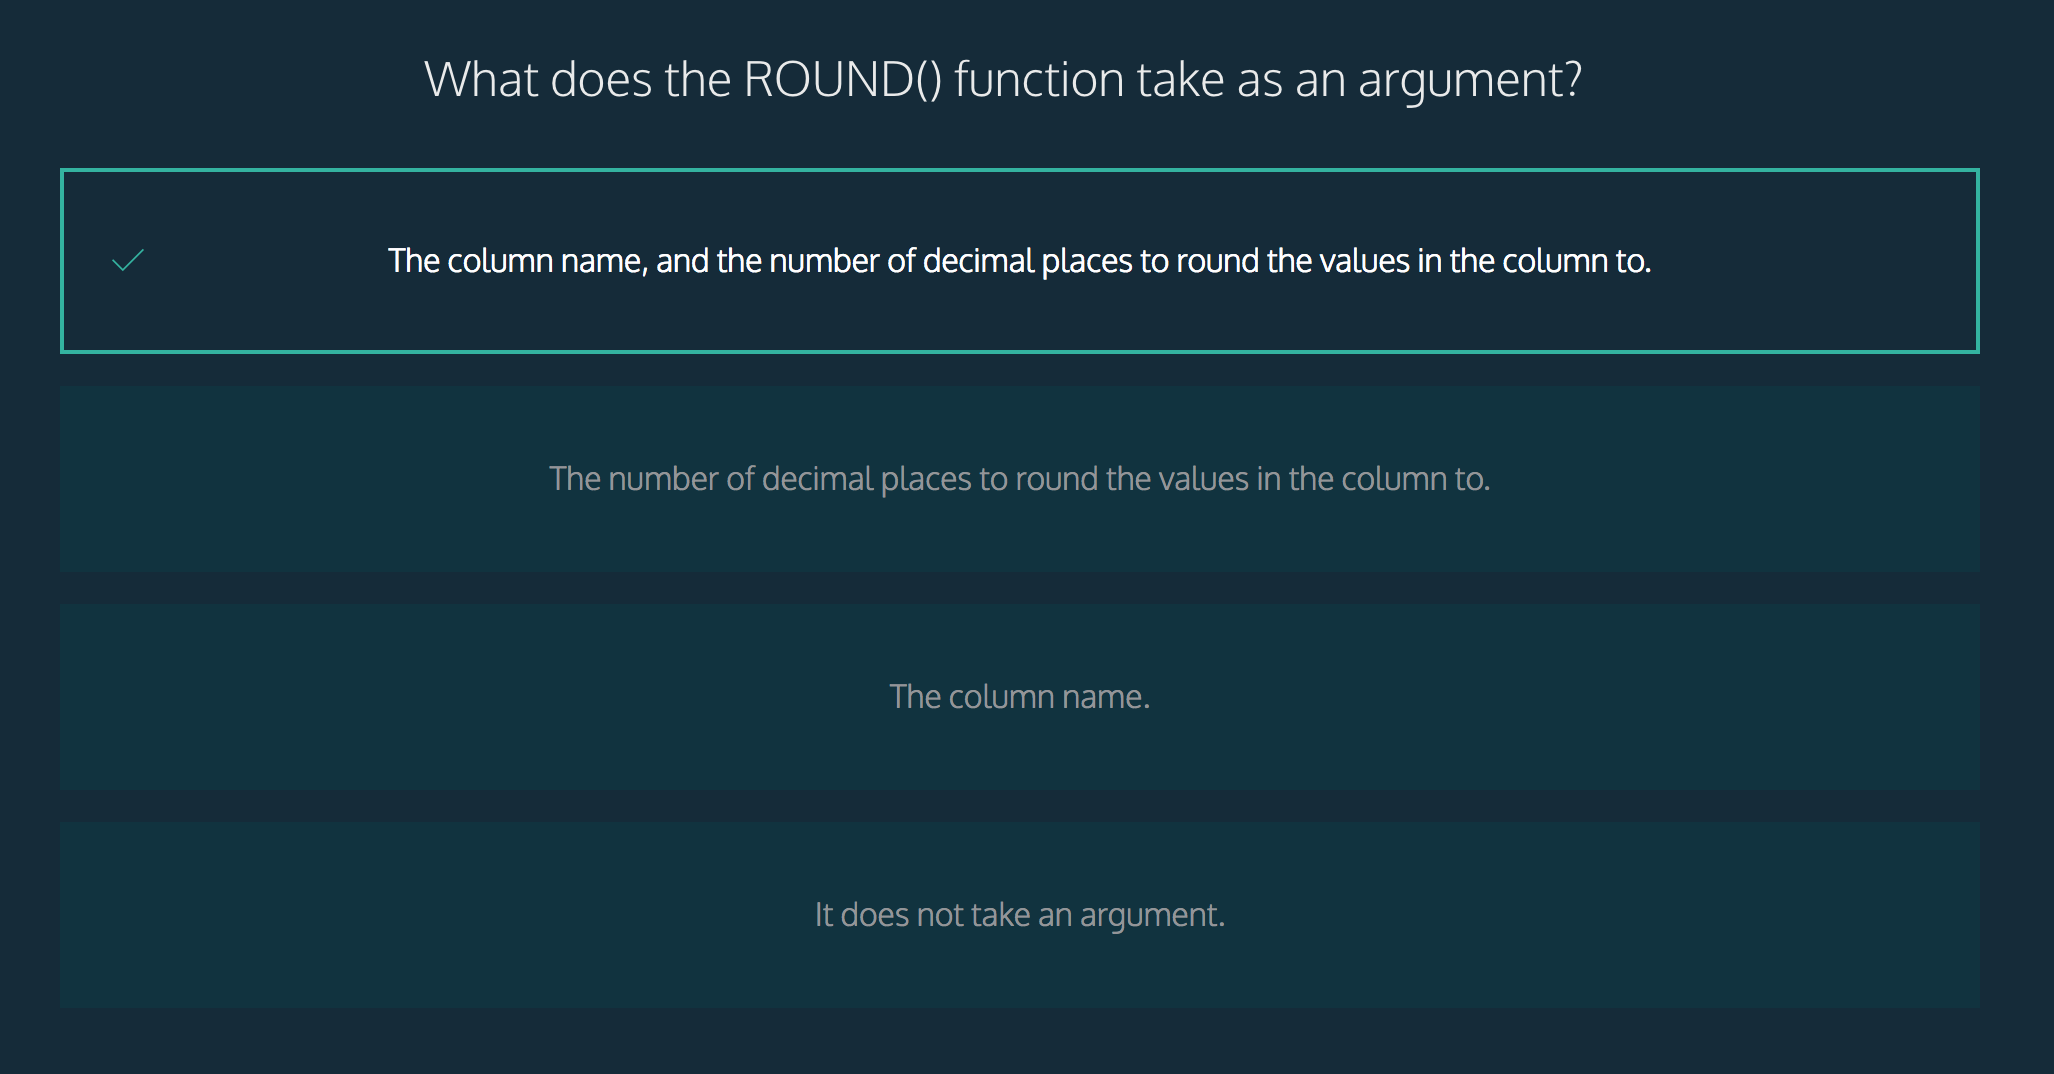 What does the ROUND() function take as an argument?
The column name, and the number of decimal places to round the values in the column to.
The number of decimal places to round the values in the column to.
The column name.
It does not take an argument.